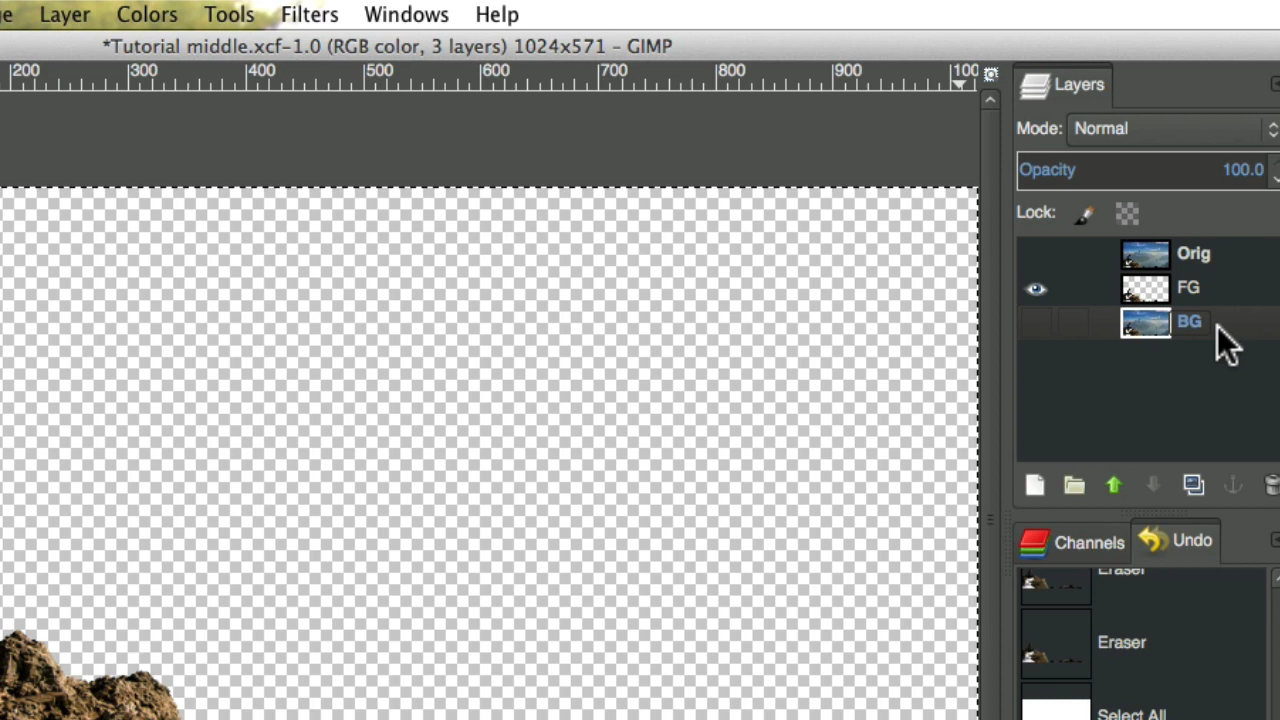 Layer Colors Tools Filters Windows Help
*Tutorial middle.xcf-1.0 (RGB color, 3 layers) 1024x571 – GIMP
200 300 400 500 600 700 800 900 100
Layers
Mode: Normal
Opacity 100.0
Lock:
Orig
FG
BG
Channels Undo
Eraser
Eraser
Select All